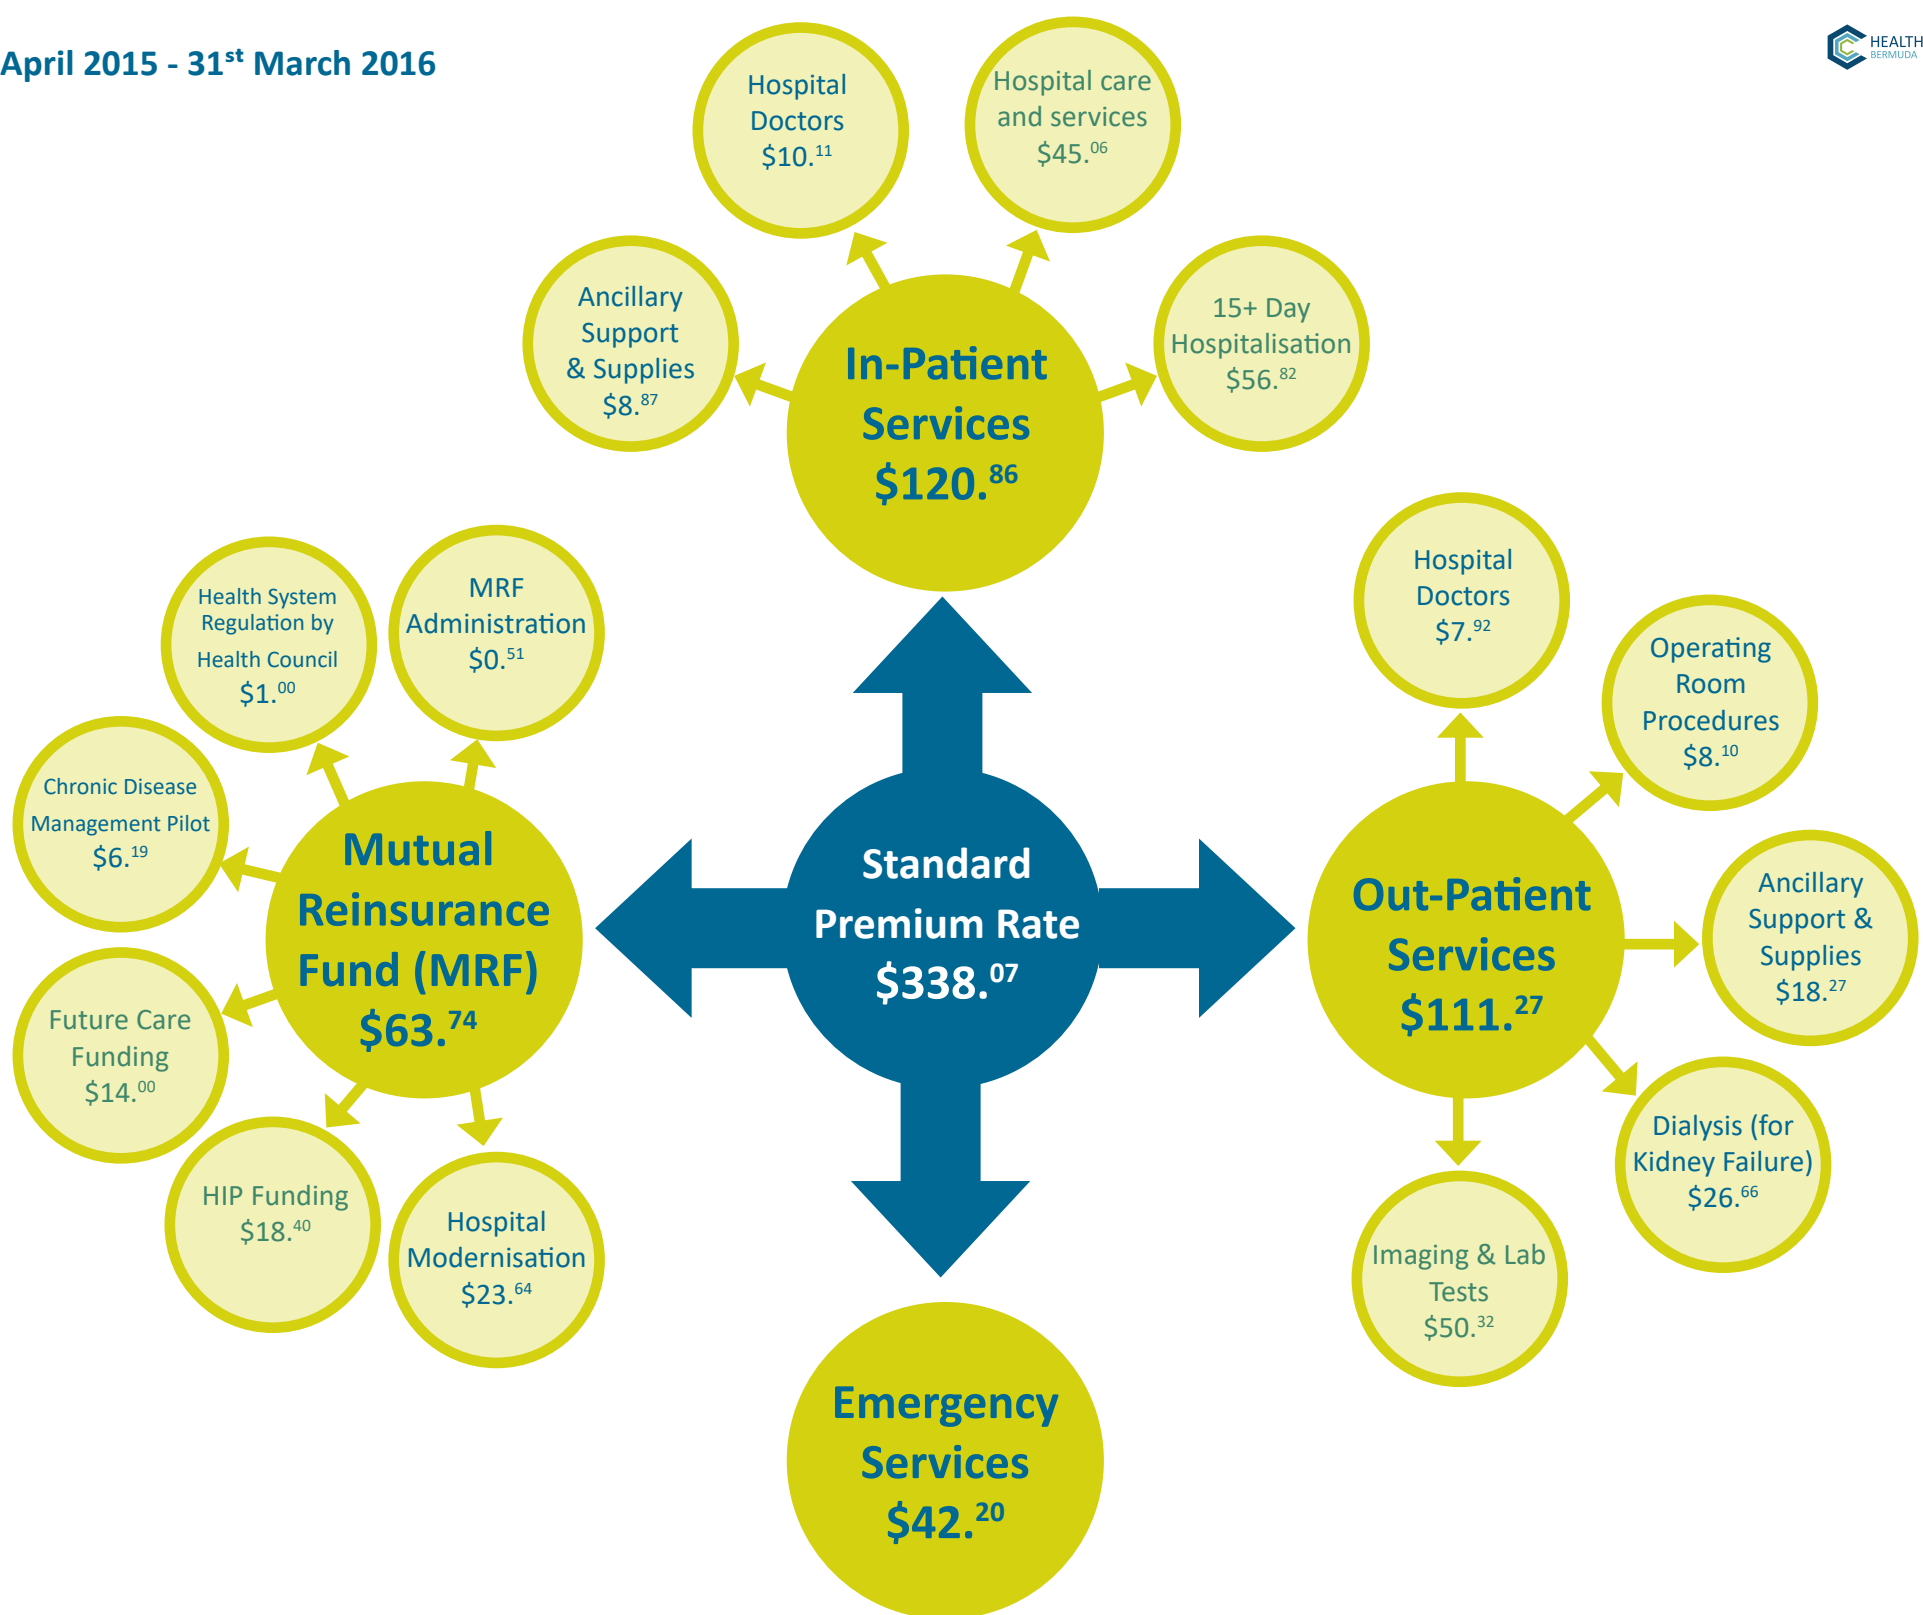 April 2015 - 31st March 2016
HEALTH
BERMUDA
Hospital
Doctors
$10.11
Hospital care
and services
$45.06
Ancillary
Support
& Supplies
$8.87
15+ Day
Hospitalisation
$56.82
In-Patient
Services
$120.86
Health System
Regulation by
Health Council
$1.00
MRF
Administration
$0.51
Chronic Disease
Management Pilot
$6.19
Mutual
Reinsurance
Fund (MRF)
$63.74
Future Care
Funding
$14.00
HIP Funding
$18.40
Hospital
Modernisation
$23.64
Standard
Premium Rate
$338.07
Hospital
Doctors
$7.92
Operating
Room
Procedures
$8.10
Out-Patient
Services
$111.27
Ancillary
Support &
Supplies
$18.27
Dialysis (for
Kidney Failure)
$26.66
Imaging & Lab
Tests
$50.32
Emergency
Services
$42.20